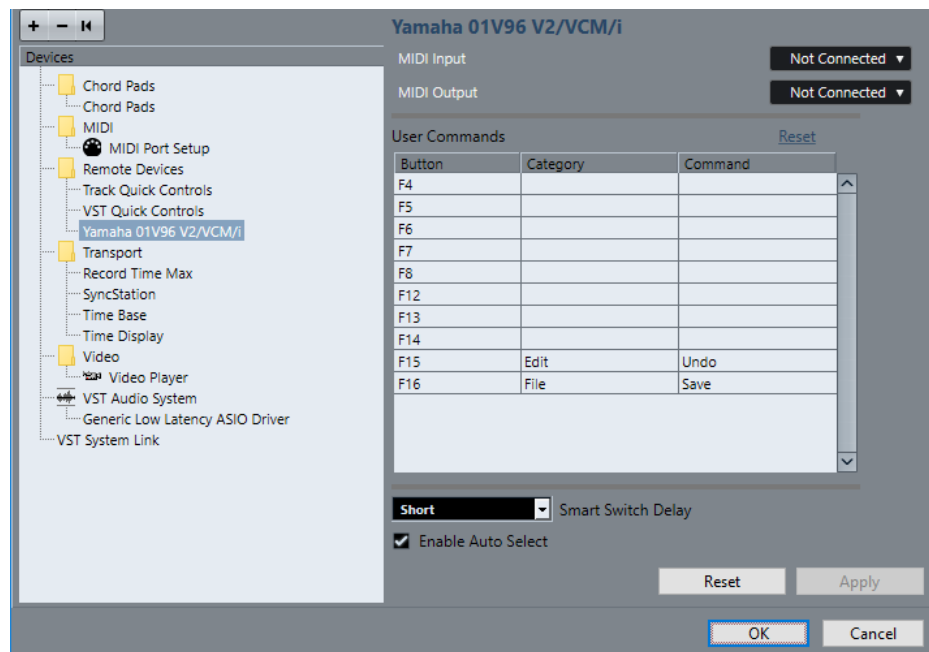 + −
Yamaha 01V96 V2/VCM/i
Devices
MIDI Input Not Connected
MIDI Output Not Connected
Chord Pads
Chord Pads
MIDI
MIDI Port Setup
Remote Devices
Track Quick Controls
VST Quick Controls
Yamaha 01V96 V2/VCM/i
Transport
Record Time Max
SyncStation
Time Base
Time Display
Video
Video Player
VST Audio System
Generic Low Latency ASIO Driver
VST System Link
User Commands Reset
Button Category Command
F4
F5
F6
F7
F8
F12
F13
F14
F15 Edit Undo
F16 File Save
Short Smart Switch Delay
Enable Auto Select
Reset Apply
OK Cancel